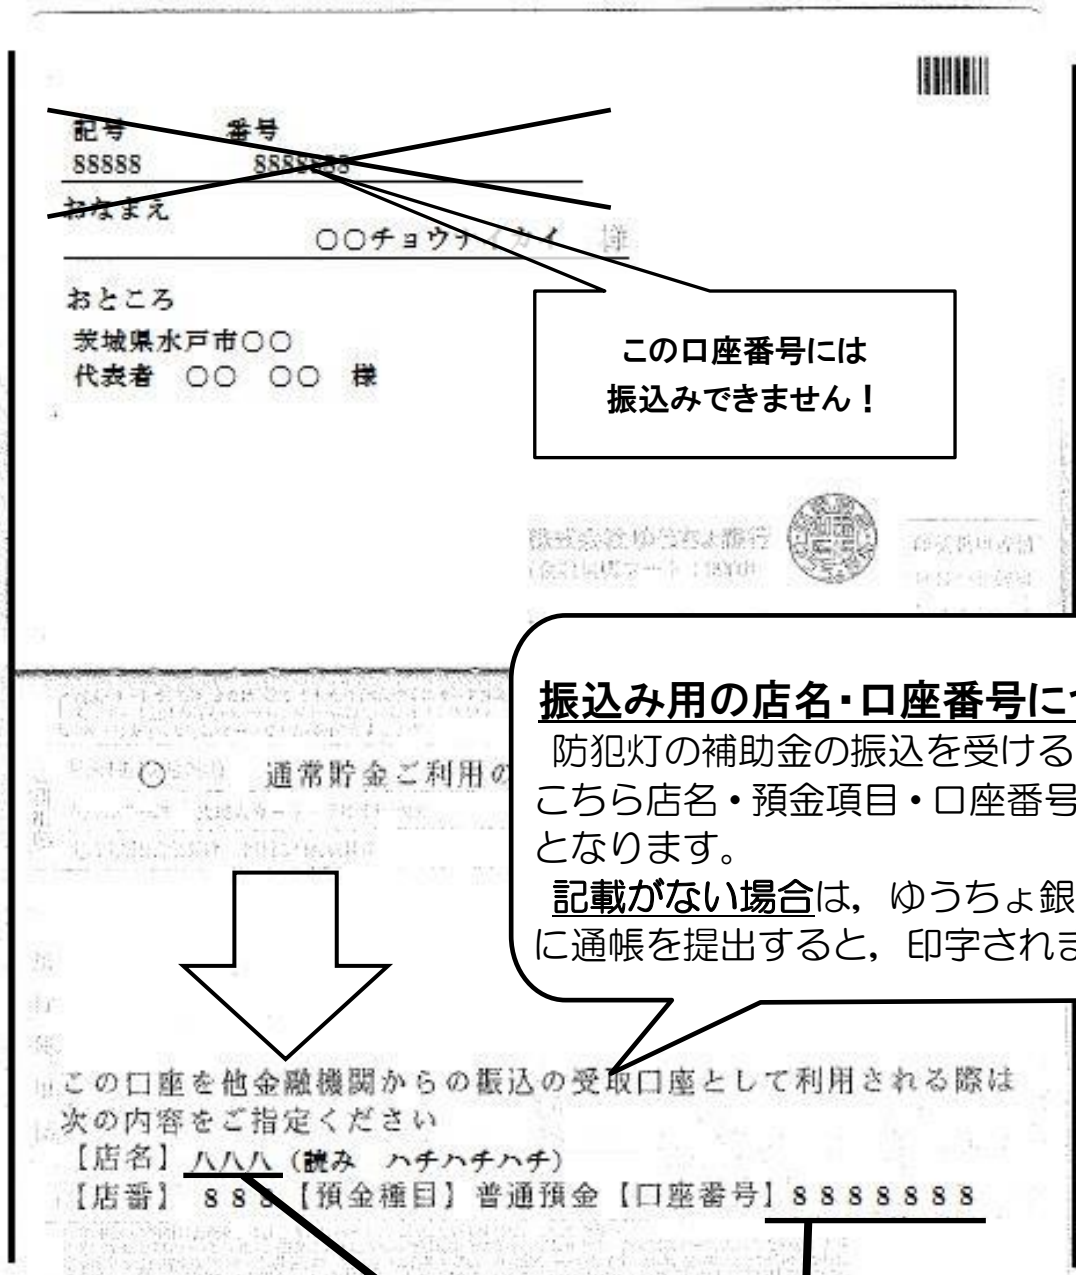 記号 番号
88888 8888888
おなまえ
〇〇チョウナイカイ 様
おところ
茨城県水戸市〇〇
代表者 〇〇 〇〇 様
この口座番号には
振込みできません！
振込み用の店名・口座番号に
防犯灯の補助金の振込を受ける
こちら店名・預金項目・口座番号
となります。
記載がない場合は，ゆうちょ銀
に通帳を提出すると，印字されま
通常貯金ご利用の
この口座を他金融機関からの振込の受取口座として利用される際は
次の内容をご指定ください
【店名】八八八（読み ハチハチハチ）
【店番】888【預金種目】普通預金【口座番号】8888888